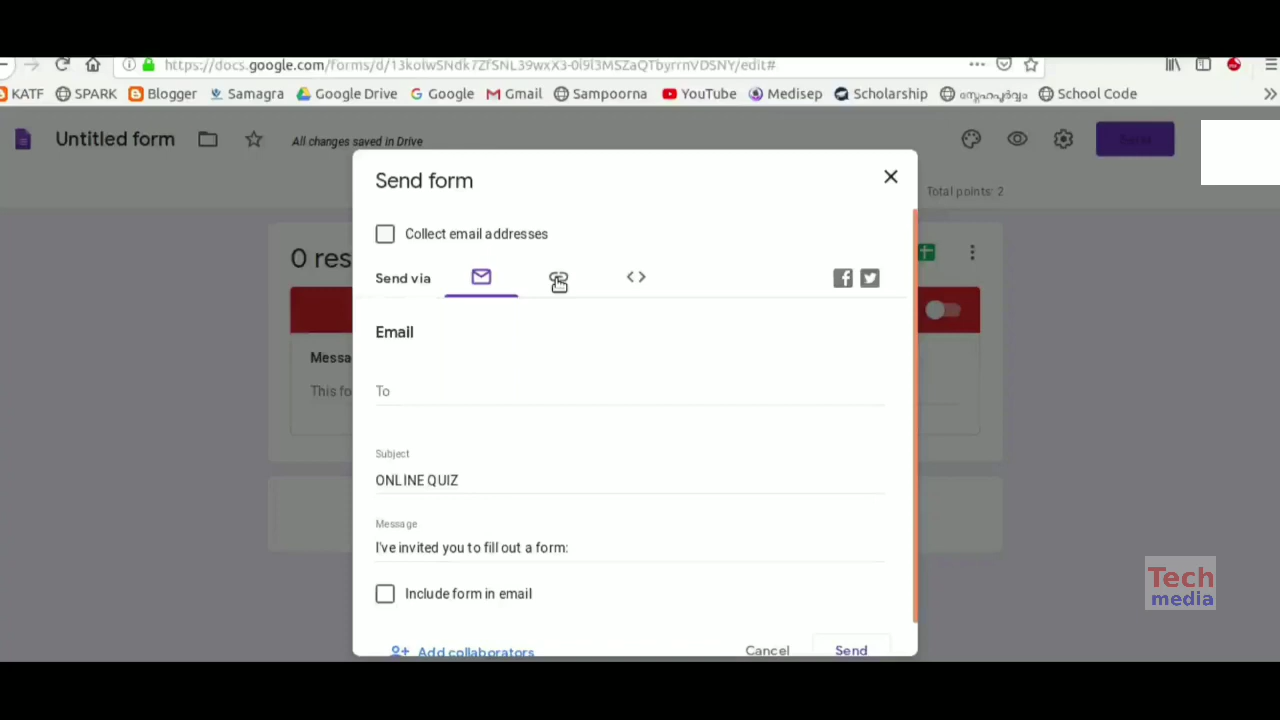 https://docs.google.com/forms/d/
KATF SPARK Blogger Samagra Google Drive Google Gmail Sampoorna YouTube Medisep Scholarship സ്നേഹപൂർവ്വം School Code
Untitled form All changes saved in Drive Send
Total points: 2
Send form
Collect email addresses
0 res
Send via
Email
Messa
This fo
To
Subject
ONLINE QUIZ
Message
I've invited you to fill out a form:
Include form in email
Add collaborators Cancel Send
Tech
media